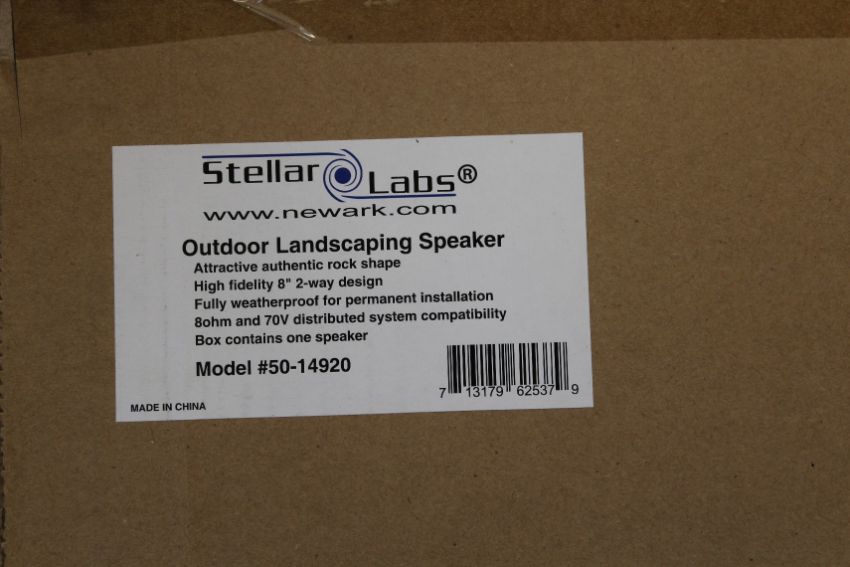 Stellar Labs®
www.newark.com
Outdoor Landscaping Speaker
Attractive authentic rock shape
High fidelity 8" 2-way design
Fully weatherproof for permanent installation
8ohm and 70V distributed system compatibility
Box contains one speaker
Model #50-14920
7 13179 62537 9
MADE IN CHINA